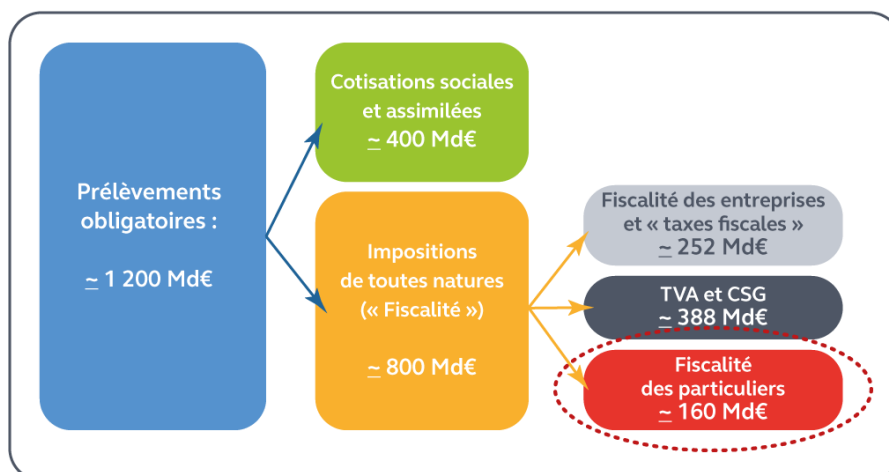 Prélèvements
obligatoires :
~ 1 200 Md€
Cotisations sociales
et assimilées
~ 400 Md€
Impositions
de toutes natures
(« Fiscalité »)
~ 800 Md€
Fiscalité des entreprises
et « taxes fiscales »
~ 252 Md€
TVA et CSG
~ 388 Md€
Fiscalité
des particuliers
~ 160 Md€